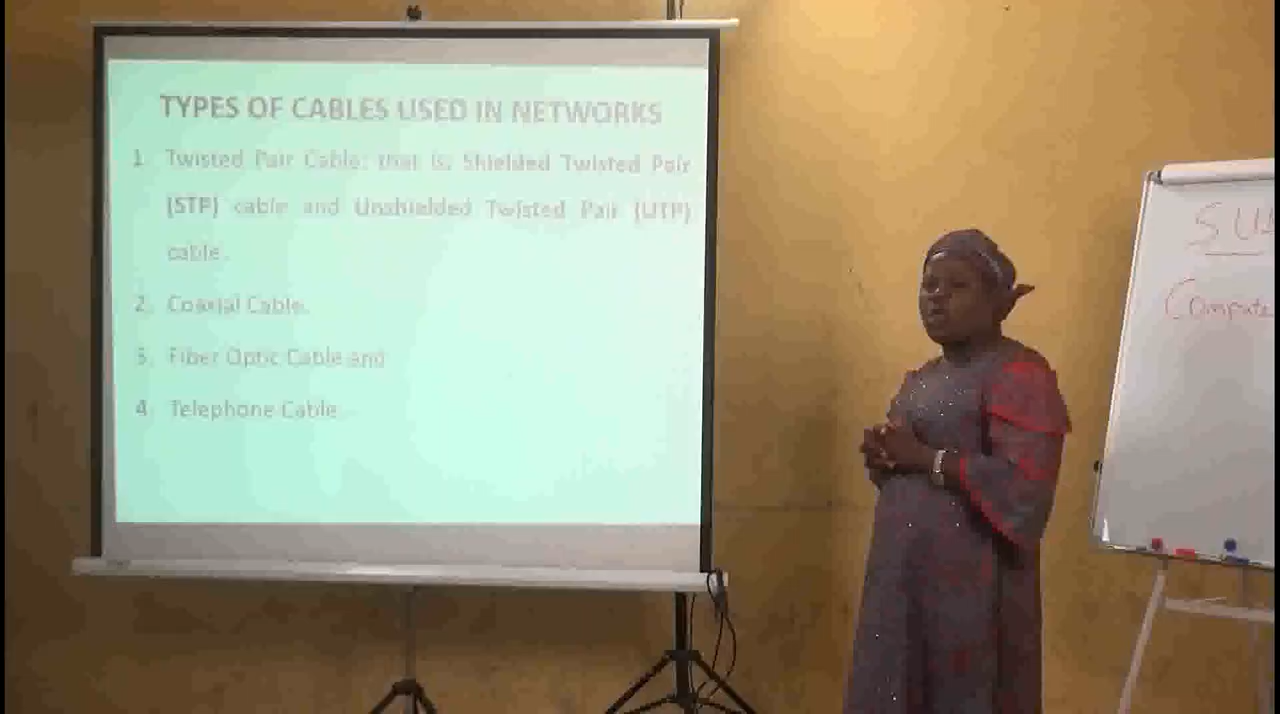 TYPES OF CABLES USED IN NETWORKS
1. Twisted Pair Cable: that is Shielded Twisted Pair
(STP) cable and Unshielded Twisted Pair (UTP)
cable.
2. Coaxial Cable.
3. Fiber Optic Cable and
4. Telephone Cable.